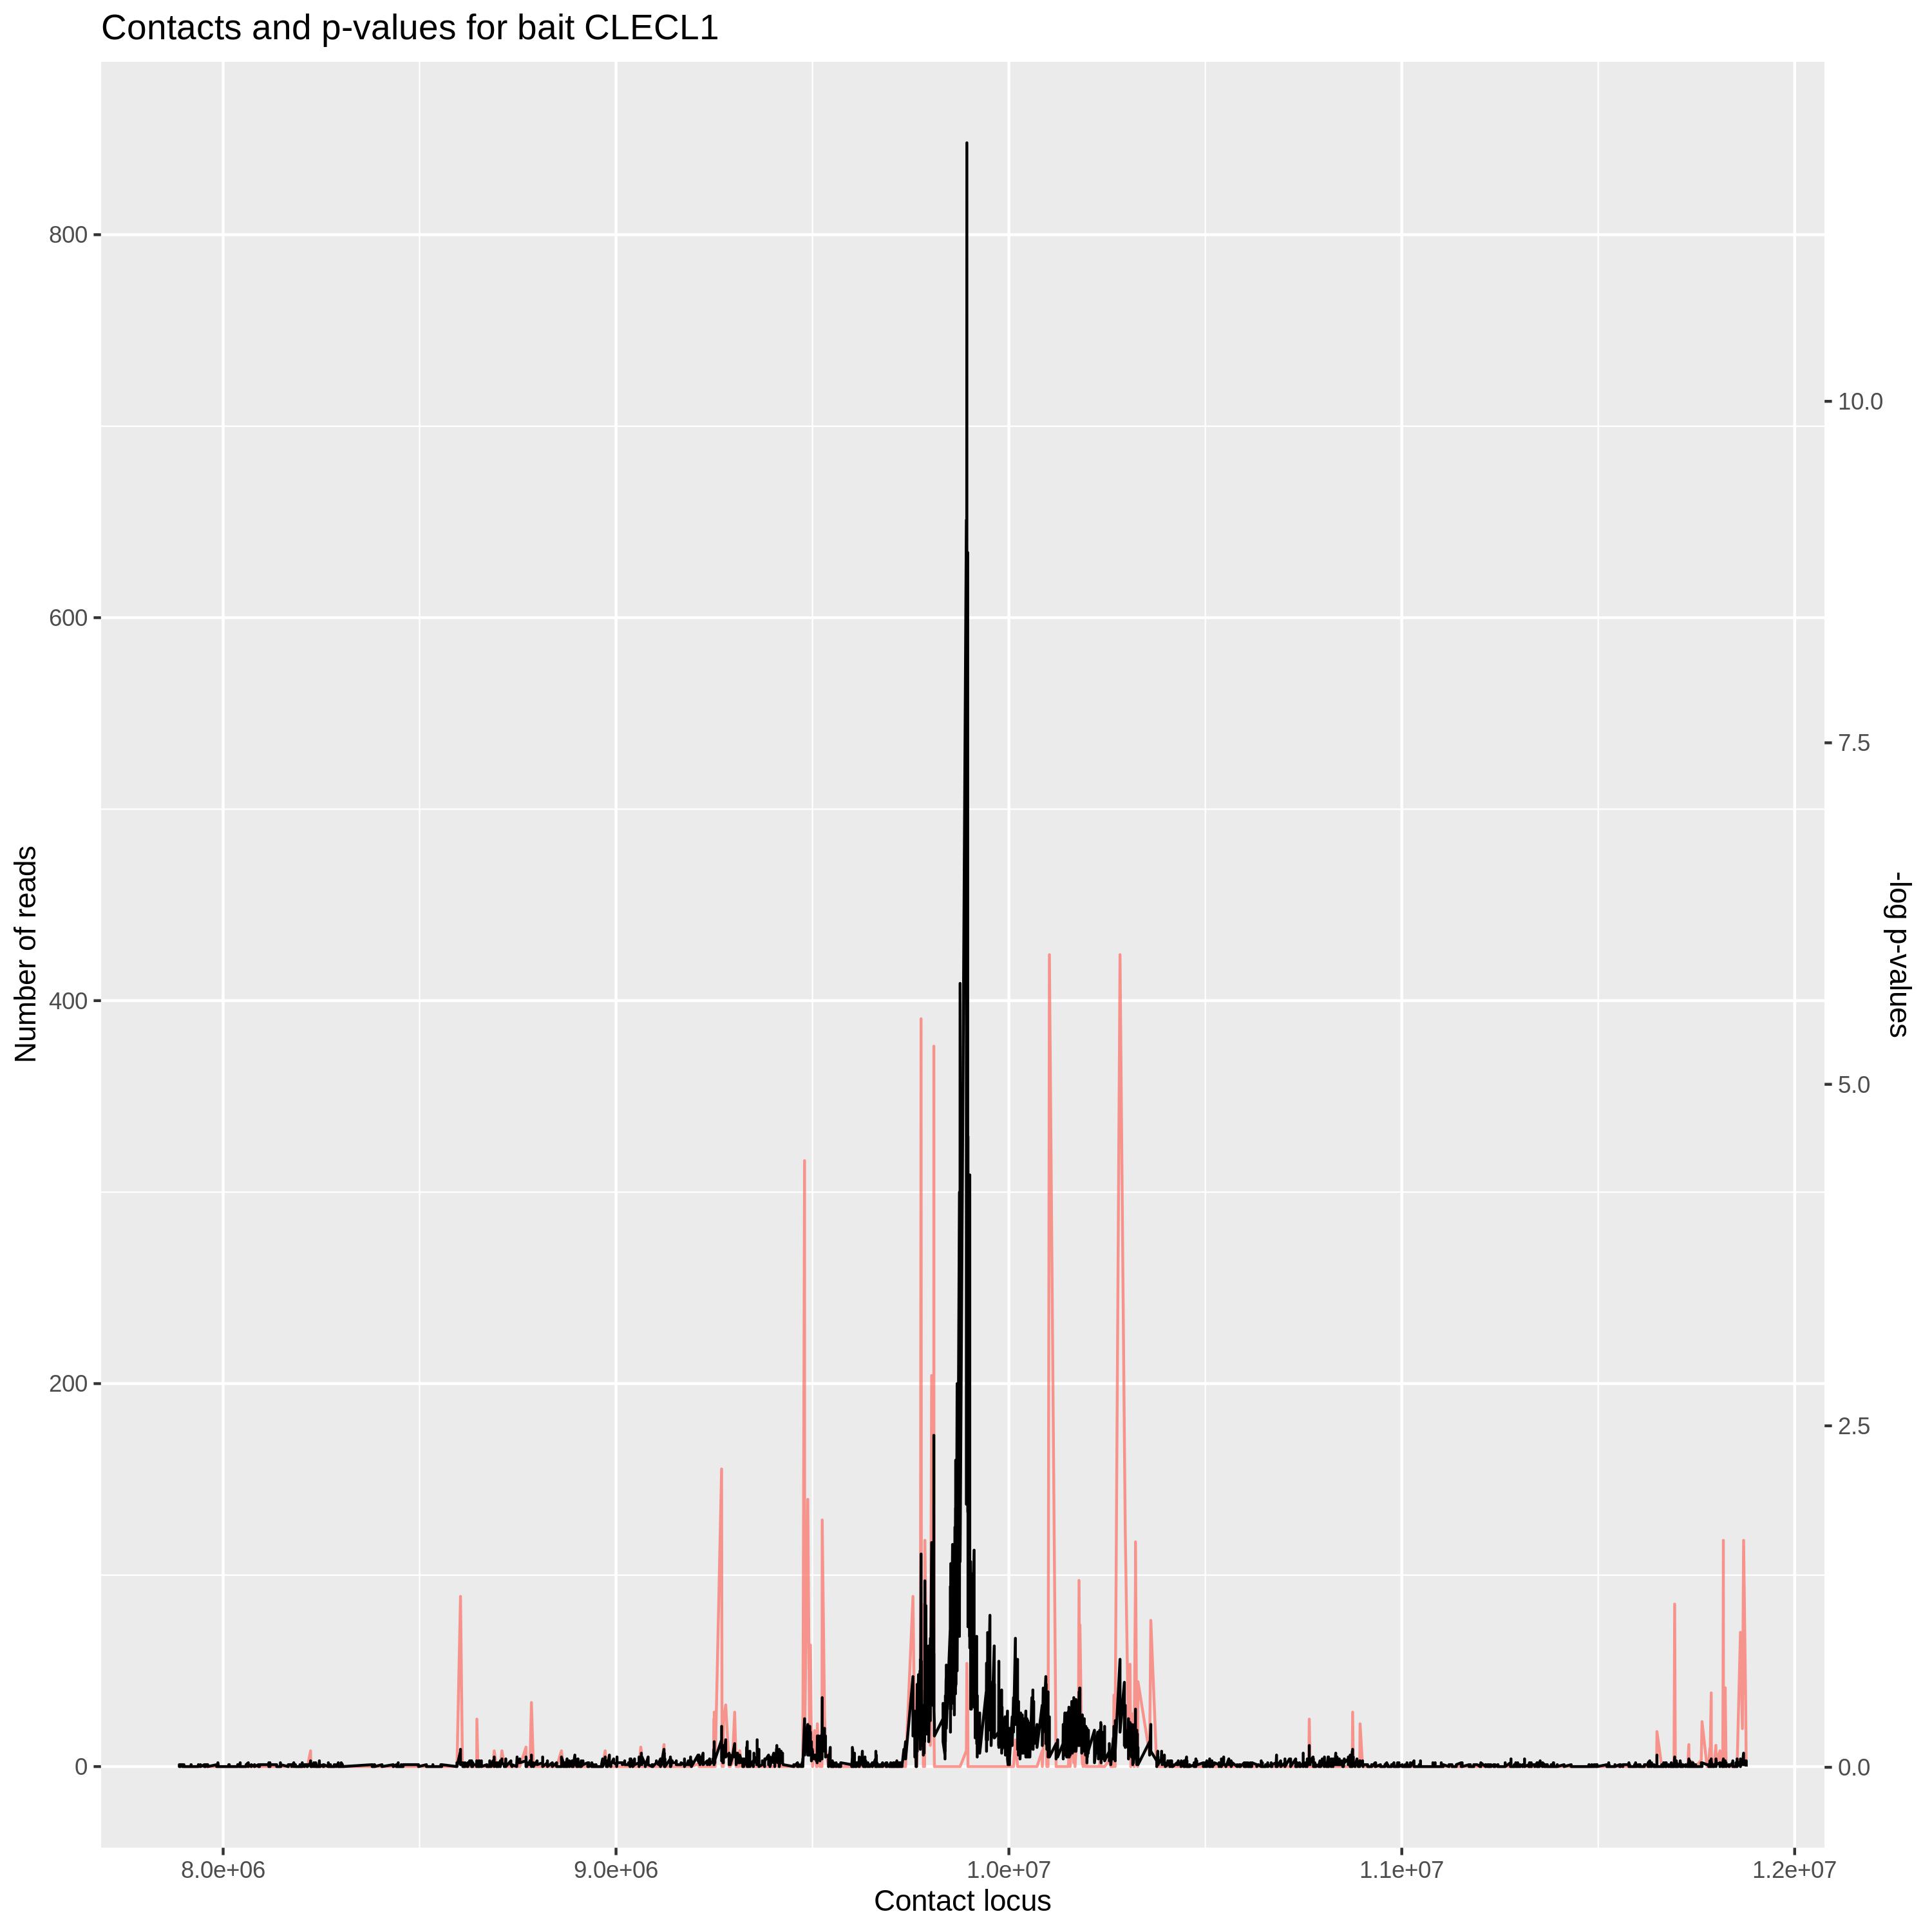 Contacts and p-values for bait CLECL1
Number of reads
800
600
400
200
0
10.0
7.5
5.0
2.5
0.0
-log p-values
8.0e+06 9.0e+06 1.0e+07 1.1e+07 1.2e+07
Contact locus